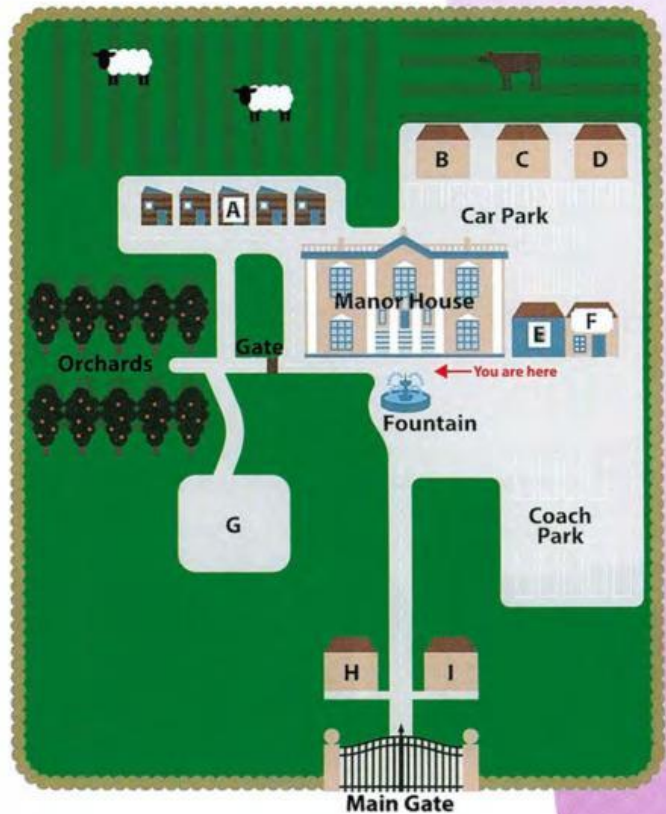 B C D
A
Car Park
Manor House
E F
Orchards
Gate
You are here
Fountain
G
Coach
Park
H I
Main Gate